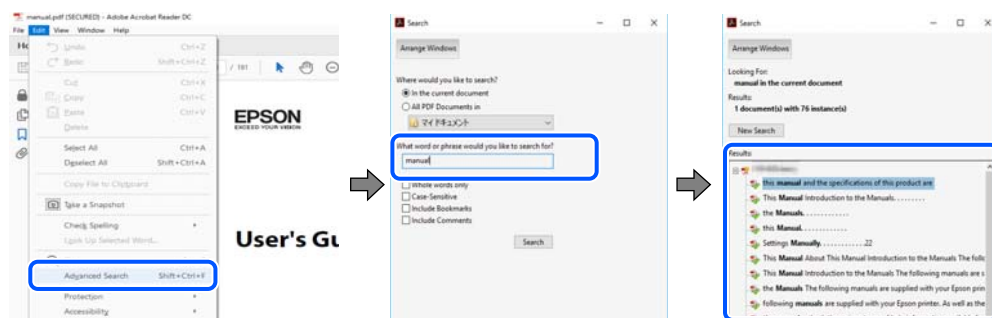 manual.pdf (SECURED) - Adobe Acrobat Reader DC
File Edit View Window Help
Undo Ctrl+Z
Redo Shift+Ctrl+Z
Cut Ctrl+X
Copy Ctrl+C
Paste Ctrl+V
Delete
Select All Ctrl+A
Deselect All Shift+Ctrl+A
Copy File to Clipboard
Take a Snapshot
Check Spelling
Look Up Selected Word...
Advanced Search Shift+Ctrl+F
Protection
Accessibility
/ 181
EPSON
EXCEED YOUR VISION
User's Gu
Search
Arrange Windows
Where would you like to search?
In the current document
All PDF Documents in
マイ ドキュメント
What word or phrase would you like to search for?
manual
Whole words only
Case-Sensitive
Include Bookmarks
Include Comments
Search
Search
Arrange Windows
Looking For:
manual in the current document
Results:
1 document(s) with 76 instance(s)
New Search
Results:
this manual and the specifications of this product are
This Manual Introduction to the Manuals. . . . . . . . .
the Manuals. . . . . . . . . . . .
this Manual. . . . . . . . . . . .
Settings Manually. . . . . . . . . . . .22
This Manual About This Manual Introduction to the Manuals The follo
This Manual Introduction to the Manuals The following manuals are s
the Manuals The following manuals are supplied with your Epson prin
following manuals are supplied with your Epson printer. As well as the